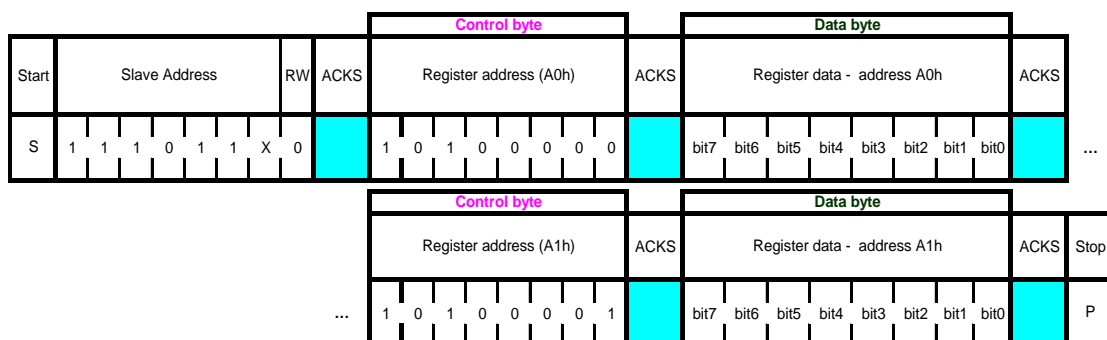 Control byte Data byte
Start Slave Address RW ACKS Register address (A0h) ACKS Register data - address A0h ACKS
S 1 1 1 0 1 1 X 0 1 0 1 0 0 0 0 0 bit7 bit6 bit5 bit4 bit3 bit2 bit1 bit0 ...
Control byte Data byte
Register address (A1h) ACKS Register data - address A1h ACKS Stop
... 1 0 1 0 0 0 0 1 bit7 bit6 bit5 bit4 bit3 bit2 bit1 bit0 P